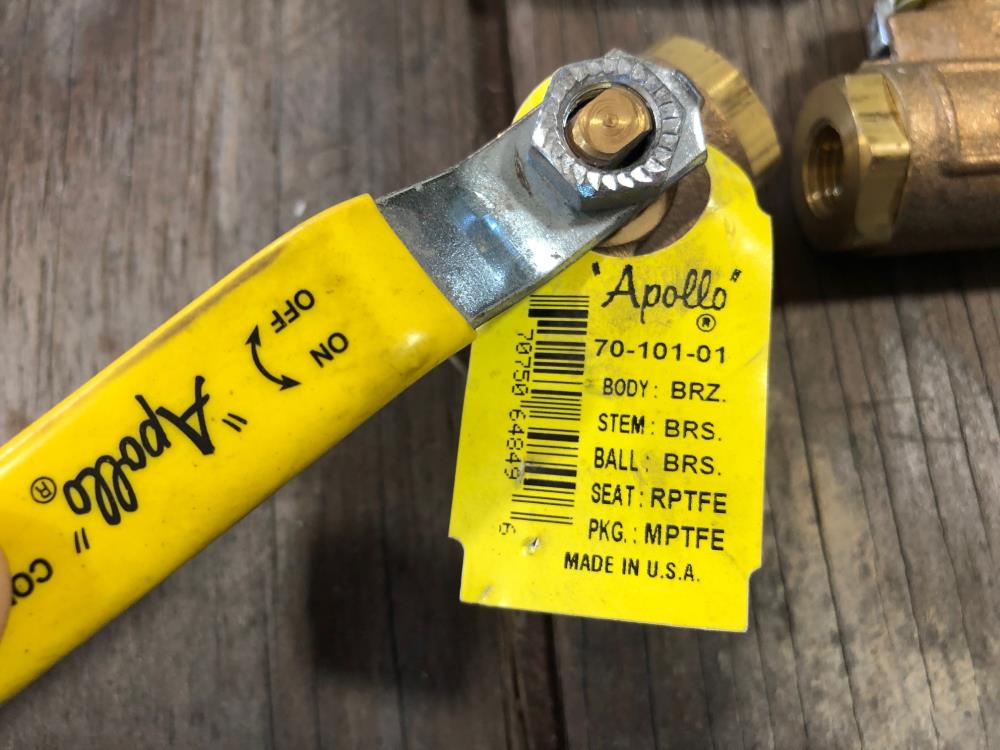 "Apollo"
®
70-101-01
BODY: BRZ.
STEM: BRS.
BALL: BRS.
SEAT: RPTFE
PKG.: MPTFE
MADE IN U.S.A.
70750 64849 6
OFF
ON
"Apollo"
®